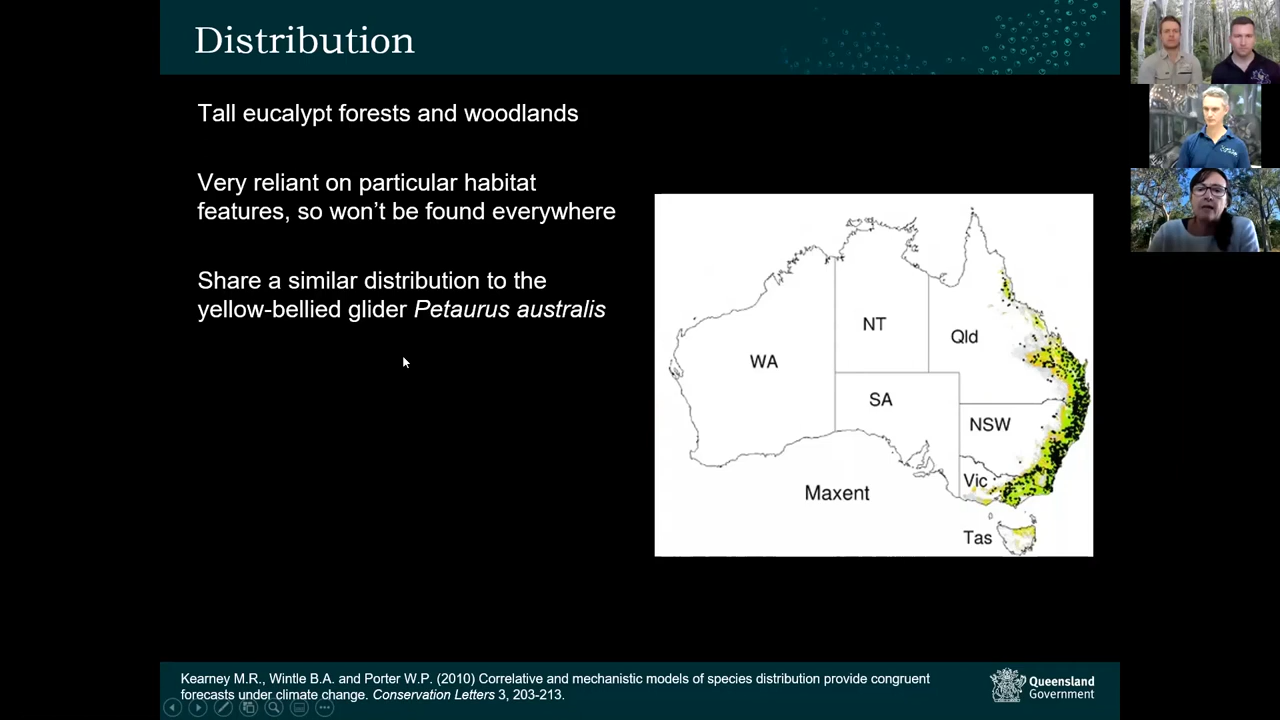 Distribution
Tall eucalypt forests and woodlands
Very reliant on particular habitat
features, so won't be found everywhere
Share a similar distribution to the
yellow-bellied glider Petaurus australis
NT
Qld
WA
SA
NSW
Vic
Maxent
Tas
Kearney M.R., Wintle B.A. and Porter W.P. (2010) Correlative and mechanistic models of species distribution provide congruent
forecasts under climate change. Conservation Letters 3, 203-213.
Queensland
Government